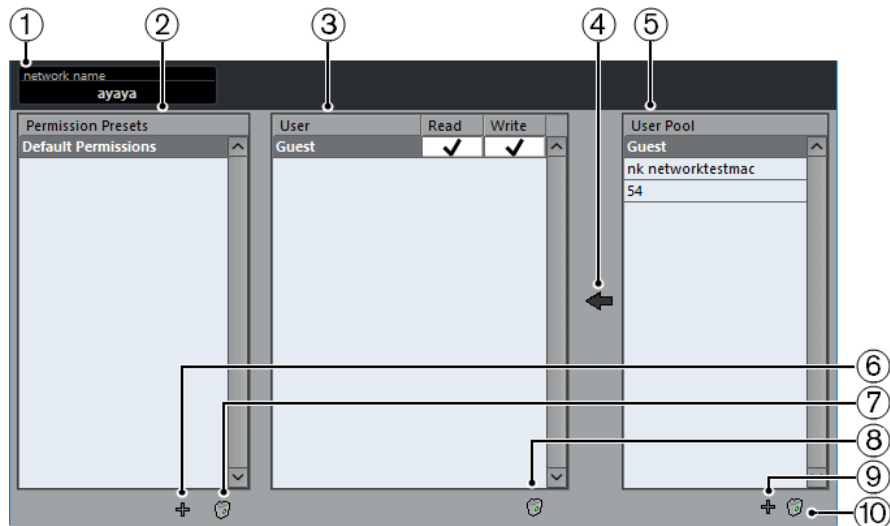 1 2 3 4 5
network name
ayaya
Permission Presets
Default Permissions
User Read Write
Guest
User Pool
Guest
nk networktestmac
54
6
7
8
9
10